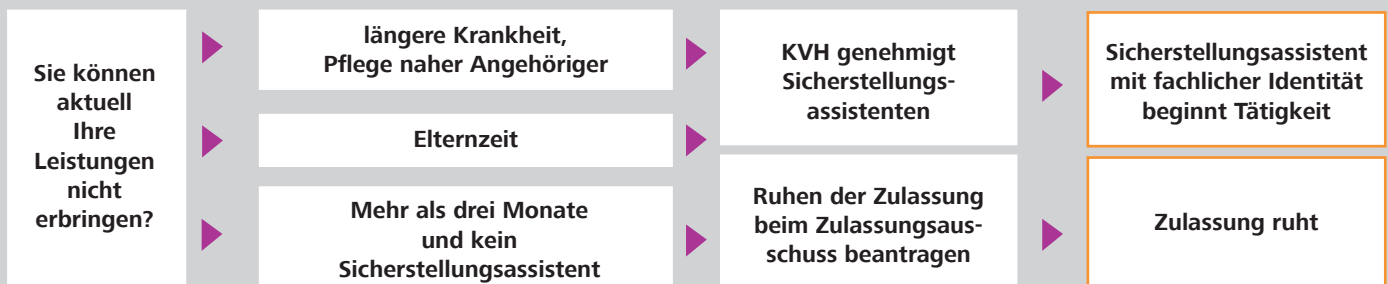 Sie können
aktuell
Ihre
Leistungen
nicht
erbringen?
längere Krankheit,
Pflege naher Angehöriger
Elternzeit
Mehr als drei Monate
und kein
Sicherstellungsassistent
KVH genehmigt
Sicherstellungs-
assistenten
Ruhen der Zulassung
beim Zulassungsaus-
schuss beantragen
Sicherstellungsassistent
mit fachlicher Identität
beginnt Tätigkeit
Zulassung ruht